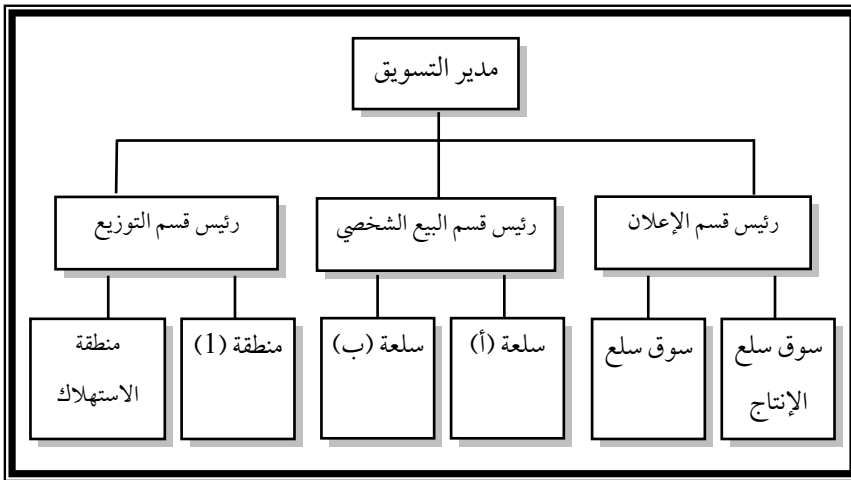 مدير التسويق
رئيس قسم الإعلان
رئيس قسم البيع الشخصي
رئيس قسم التوزيع
سوق سلع
الإنتاج
سوق سلع
سلعة (أ)
سلعة (ب)
منطقة (1)
منطقة
الاستهلاك